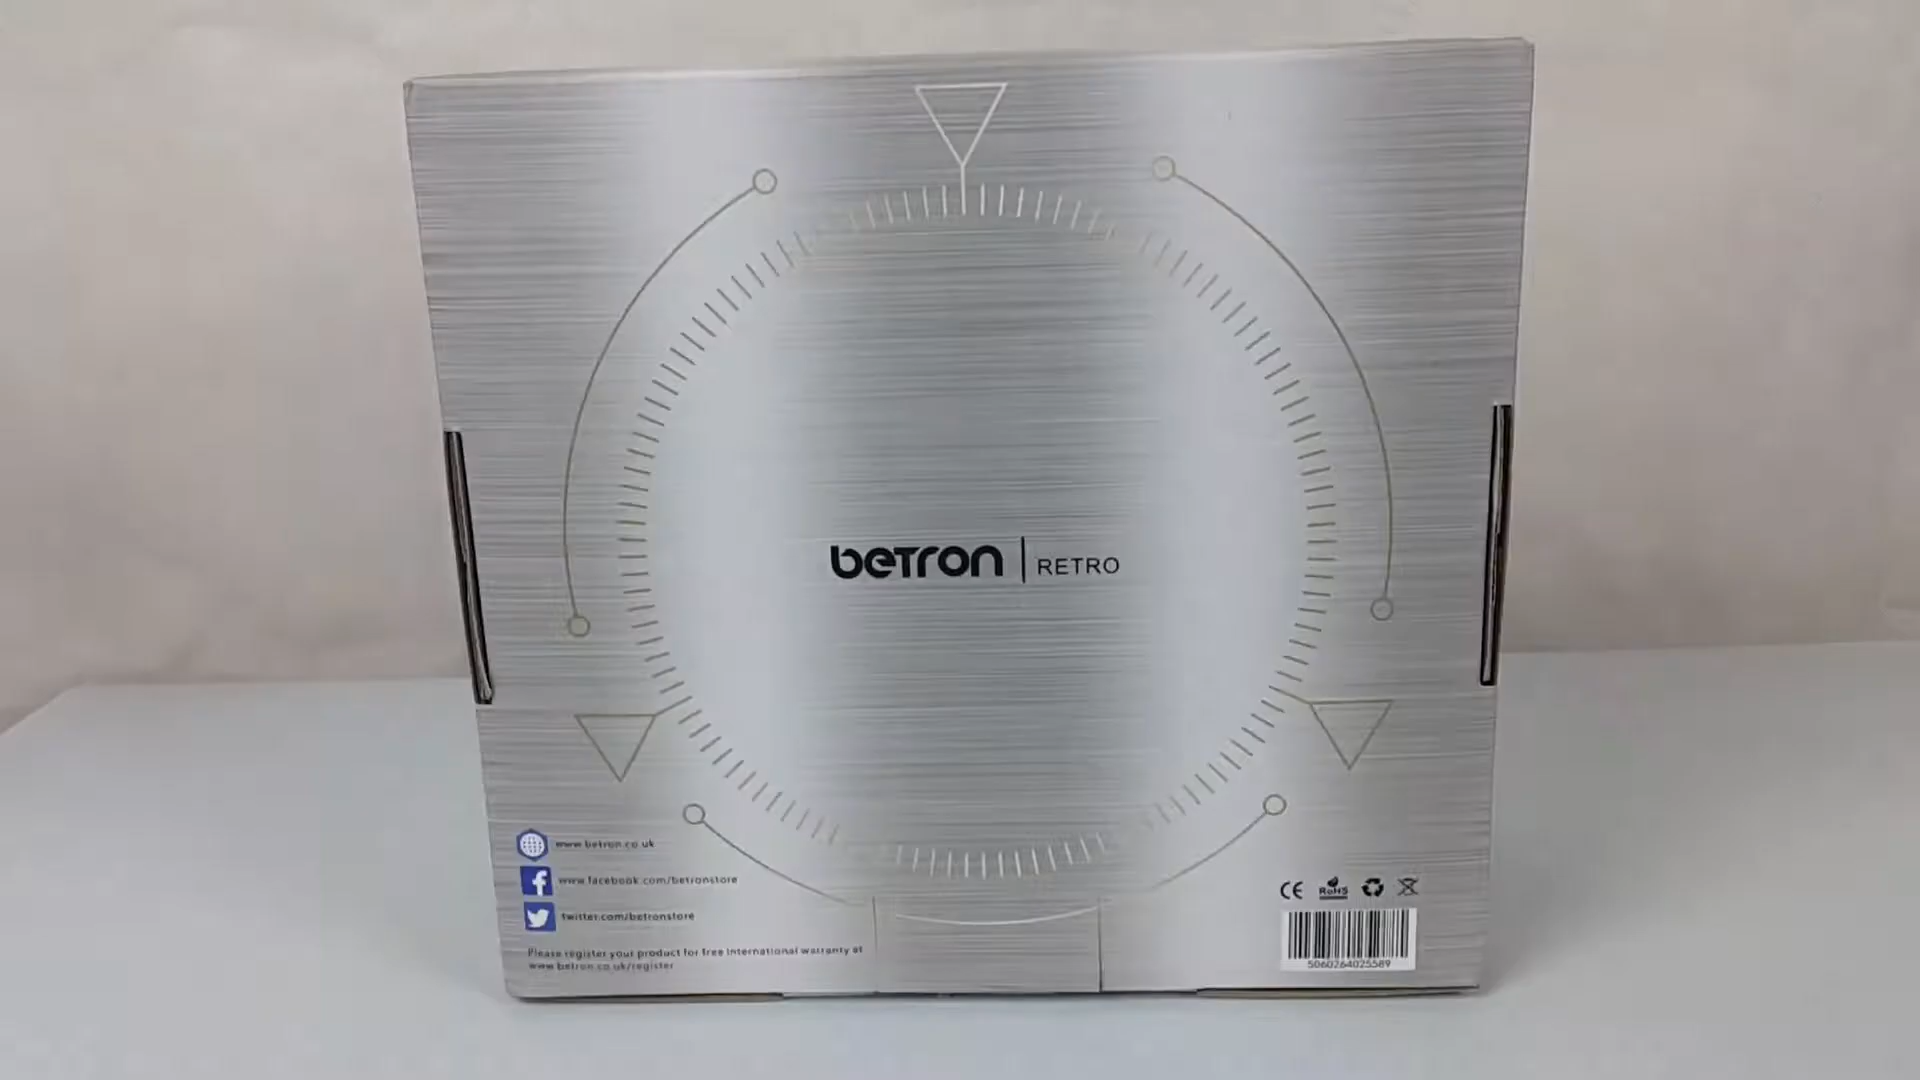 betron | RETRO
www.betron.co.uk
www.facebook.com/betronstore
twitter.com/betronstore
Please register your product for free international warranty at
www.betron.co.uk/register
CE
RoHS
5060264025589